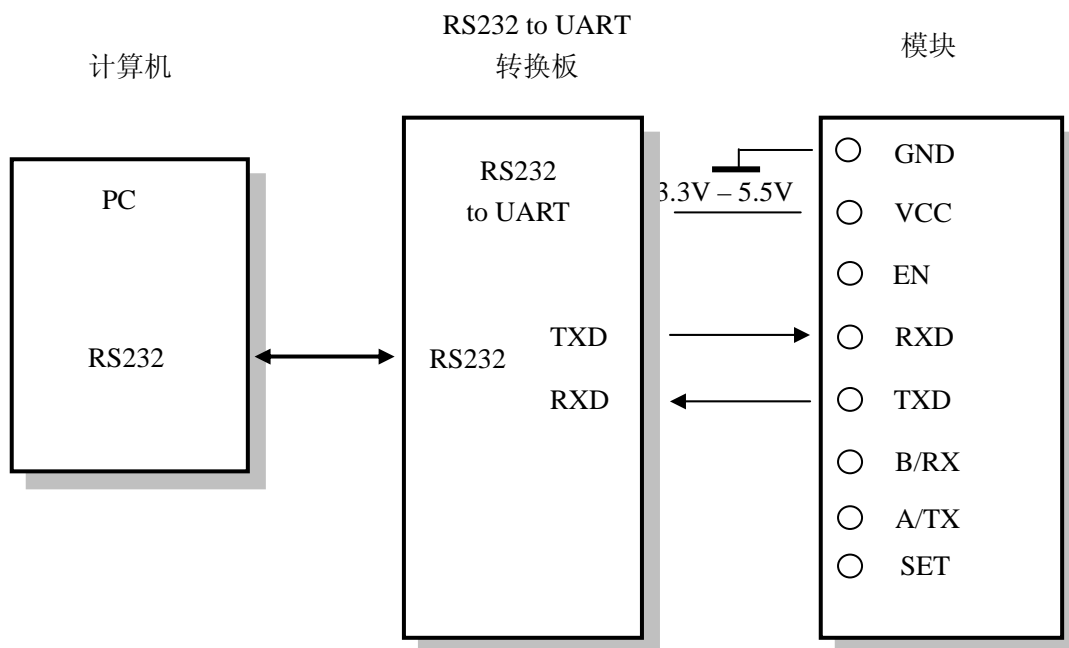 计算机
RS232 to UART
转换板
模块
PC
RS232
RS232
to UART
TXD
RS232
RXD
3.3V – 5.5V
GND
VCC
EN
RXD
TXD
B/RX
A/TX
SET